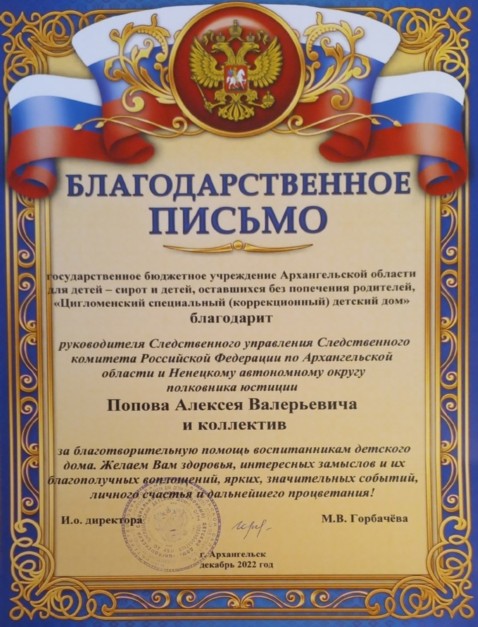 БЛАГОДАРСТВЕННОЕ
ПИСЬМО
государственное бюджетное учреждение Архангельской области
для детей – сирот и детей, оставшихся без попечения родителей,
«Цигломенский специальный (коррекционный) детский дом»
благодарит
руководителя Следственного управления Следственного
комитета Российской Федерации по Архангельской
области и Ненецкому автономному округу
полковника юстиции
Попова Алексея Валерьевича
и коллектив
за благотворительную помощь воспитанникам детского
дома. Желаем Вам здоровья, интересных замыслов и их
благополучных воплощений, ярких, значительных событий,
личного счастья и дальнейшего процветания!
И.о. директора М.В. Горбачёва
г. Архангельск
декабрь 2022 год